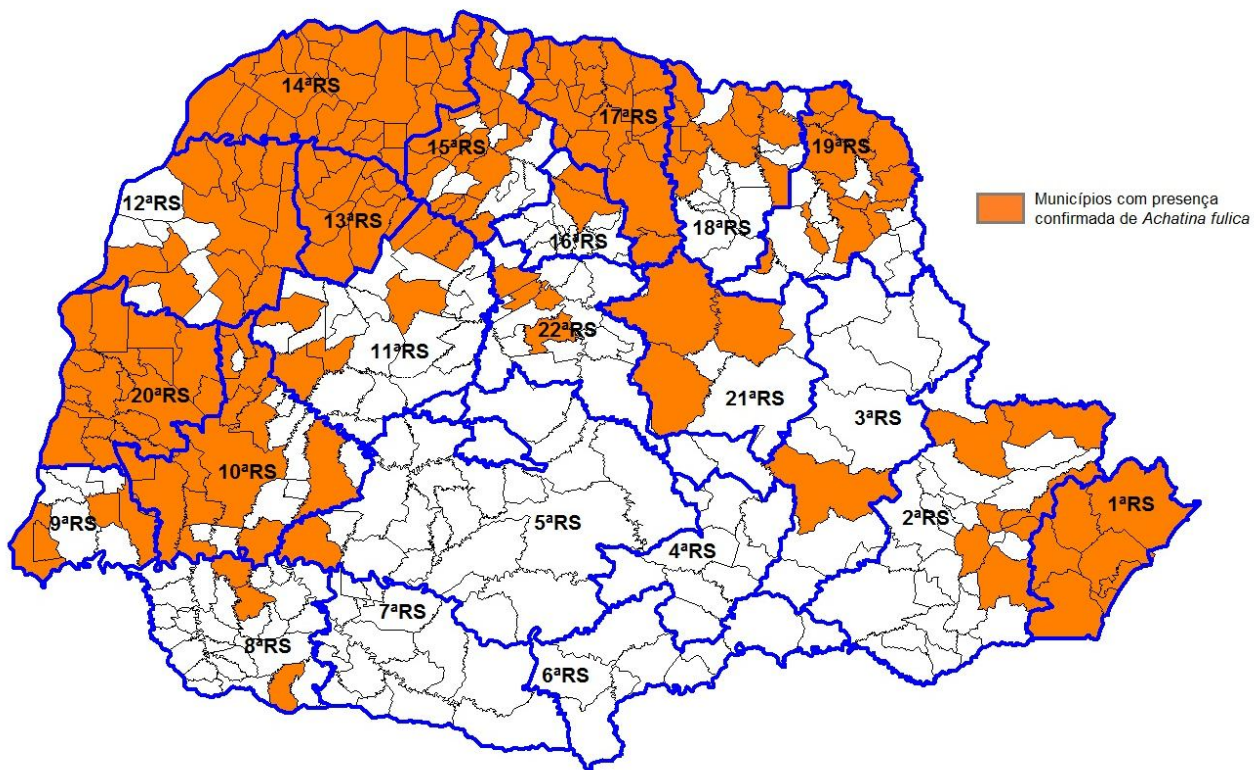 14ªRS
17ªRS
15ªRS
19ªRS
12ªRS
13ªRS
18ªRS
16ªRS
Municípios com presença
confirmada de Achatina fulica
22ªRS
11ªRS
20ªRS
21ªRS
3ªRS
10ªRS
1ªRS
9ªRS
2ªRS
5ªRS
4ªRS
7ªRS
8ªRS
6ªRS